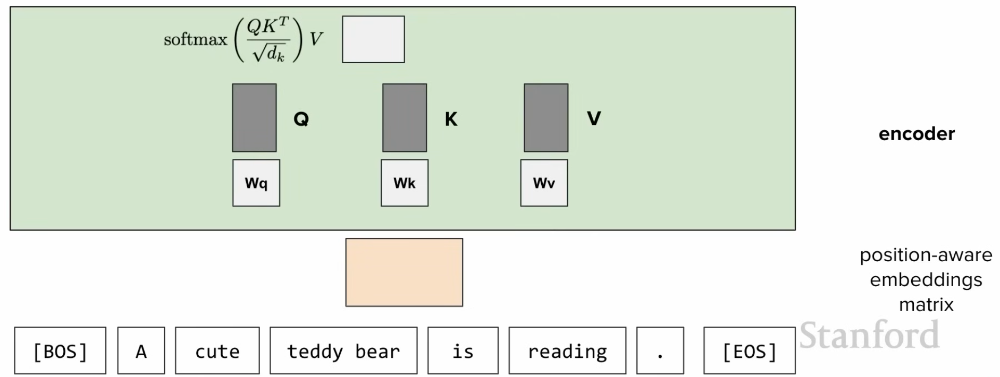 softmax(QK^T/√d_k)V
Q K V
encoder
Wq Wk Wv
position-aware
embeddings
matrix
[BOS] A cute teddy bear is reading . [EOS]
Stanford